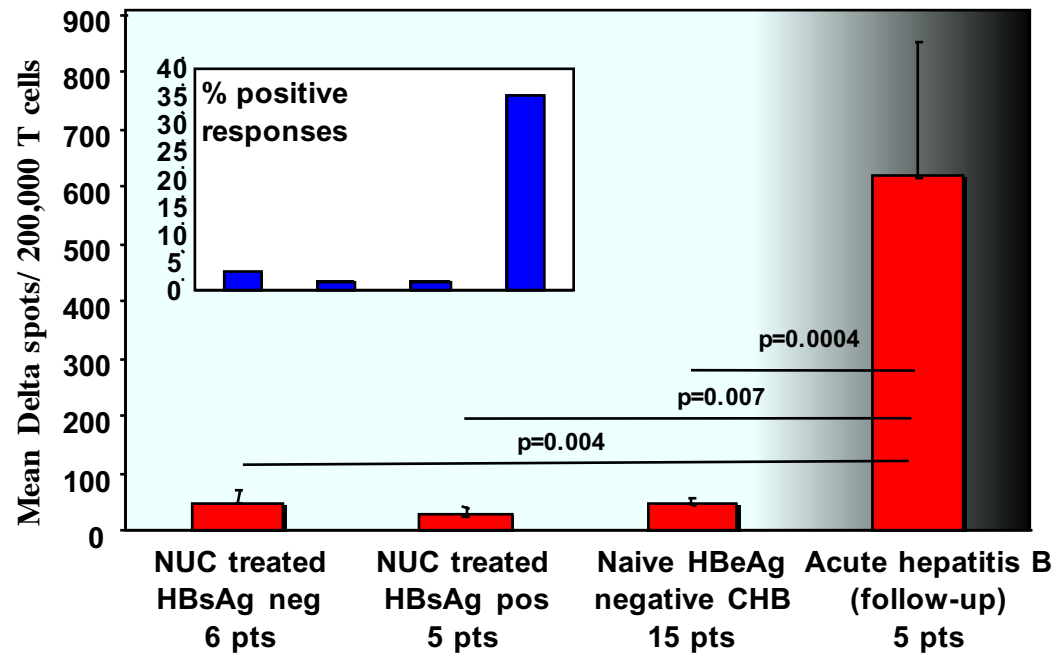 Mean Delta spots/ 200,000 T cells
900
800
700
600
500
400
300
200
100
0
40
35
30
25
20
15
10
5
0
% positive
responses
p=0.0004
p=0.007
p=0.004
NUC treated
HBsAg neg
6 pts
NUC treated
HBsAg pos
5 pts
Naive HBeAg
negative CHB
15 pts
Acute hepatitis B
(follow-up)
5 pts